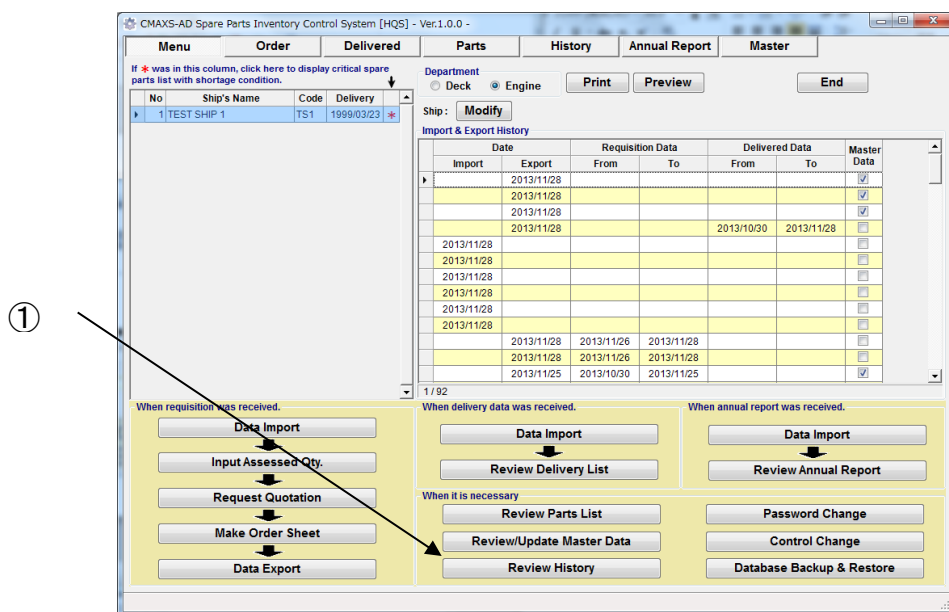 CMAXS-AD Spare Parts Inventory Control System [HQS] - Ver.1.0.0 -
Menu Order Delivered Parts History Annual Report Master
If * was in this column, click here to display critical spare
parts list with shortage condition.
No Ship's Name Code Delivery
1 TEST SHIP 1 TS1 1999/03/23 *
Department
Deck Engine Print Preview End
Ship : Modify
Import & Export History
Date Requisition Data Delivered Data Master
Import Export From To From To Data
2013/11/28
2013/11/28
2013/11/28
2013/11/28 2013/10/30 2013/11/28
2013/11/28
2013/11/28
2013/11/28
2013/11/28
2013/11/28
2013/11/28
2013/11/28 2013/11/26 2013/11/28
2013/11/28 2013/11/26 2013/11/28
2013/11/25 2013/10/30 2013/11/25
1 / 92
①
When requisition was received.
Data Import
Input Assessed Qty.
Request Quotation
Make Order Sheet
Data Export
When delivery data was received.
Data Import
Review Delivery List
When annual report was received.
Data Import
Review Annual Report
When it is necessary
Review Parts List Password Change
Review/Update Master Data Control Change
Review History Database Backup & Restore